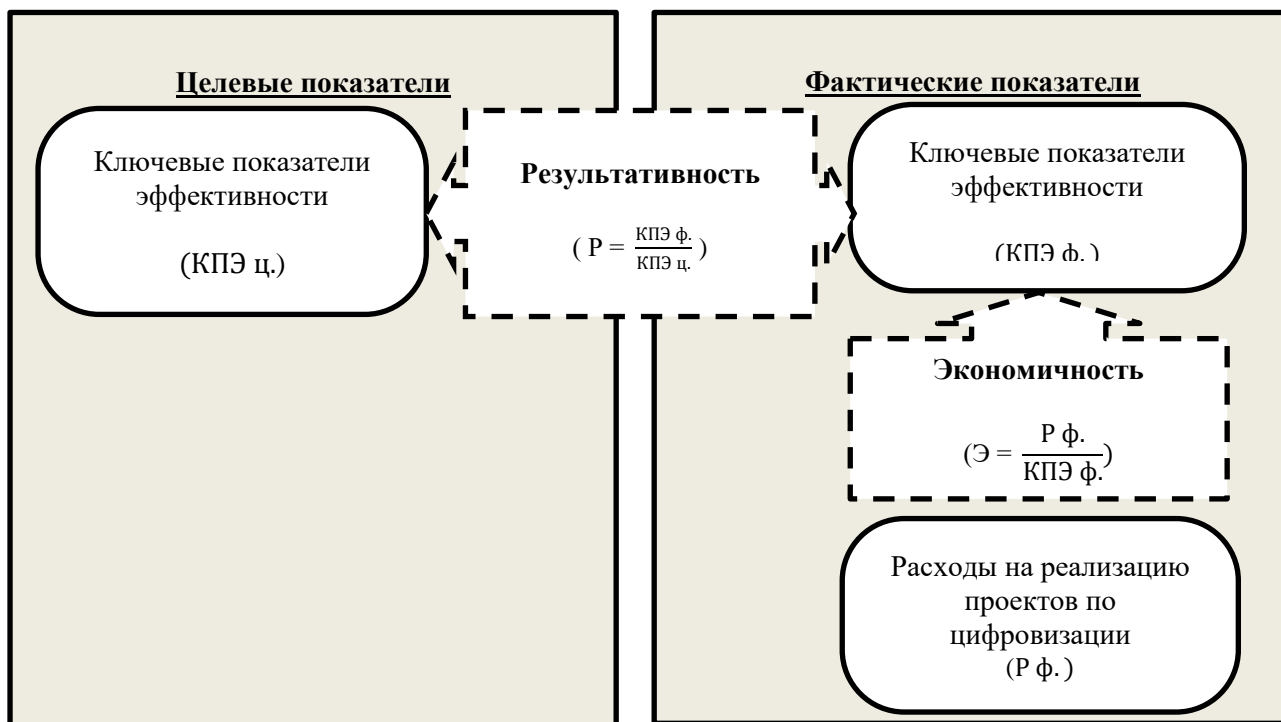 Целевые показатели
Ключевые показатели
эффективности
(КПЭ ц.)
Результативность
( Р = КПЭ ф. / КПЭ ц. )
Фактические показатели
Ключевые показатели
эффективности
(КПЭ ф.)
Экономичность
(Э = Р ф. / КПЭ ф.)
Расходы на реализацию
проектов по
цифровизации
(Р ф.)